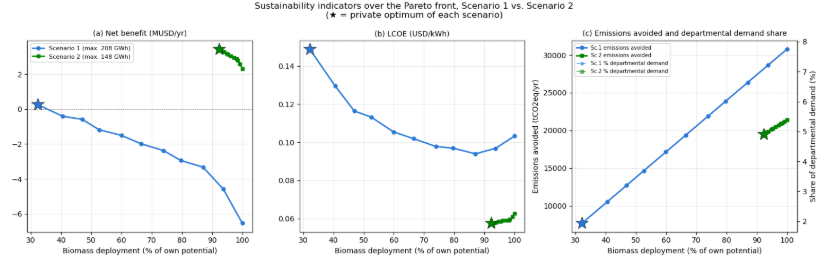 Sustainability indicators over the Pareto front, Scenario 1 vs. Scenario 2
(★ = private optimum of each scenario)
(a) Net benefit (MUSD/yr)
Scenario 1 (max. 208 GWh)
Scenario 2 (max. 148 GWh)
2
0
−2
−4
−6
30 40 50 60 70 80 90 100
Biomass deployment (% of own potential)
(b) LCOE (USD/kWh)
0.14
0.12
0.10
0.08
0.06
30 40 50 60 70 80 90 100
Biomass deployment (% of own potential)
(c) Emissions avoided and departmental demand share
Sc.1 emissions avoided
Sc.2 emissions avoided
Sc.1 % departmental demand
Sc.2 % departmental demand
Emissions avoided (tCO2eq/yr)
30000
25000
20000
15000
10000
30 40 50 60 70 80 90 100
Biomass deployment (% of own potential)
8
7
6
5
4
3
2
Share of departmental demand (%)